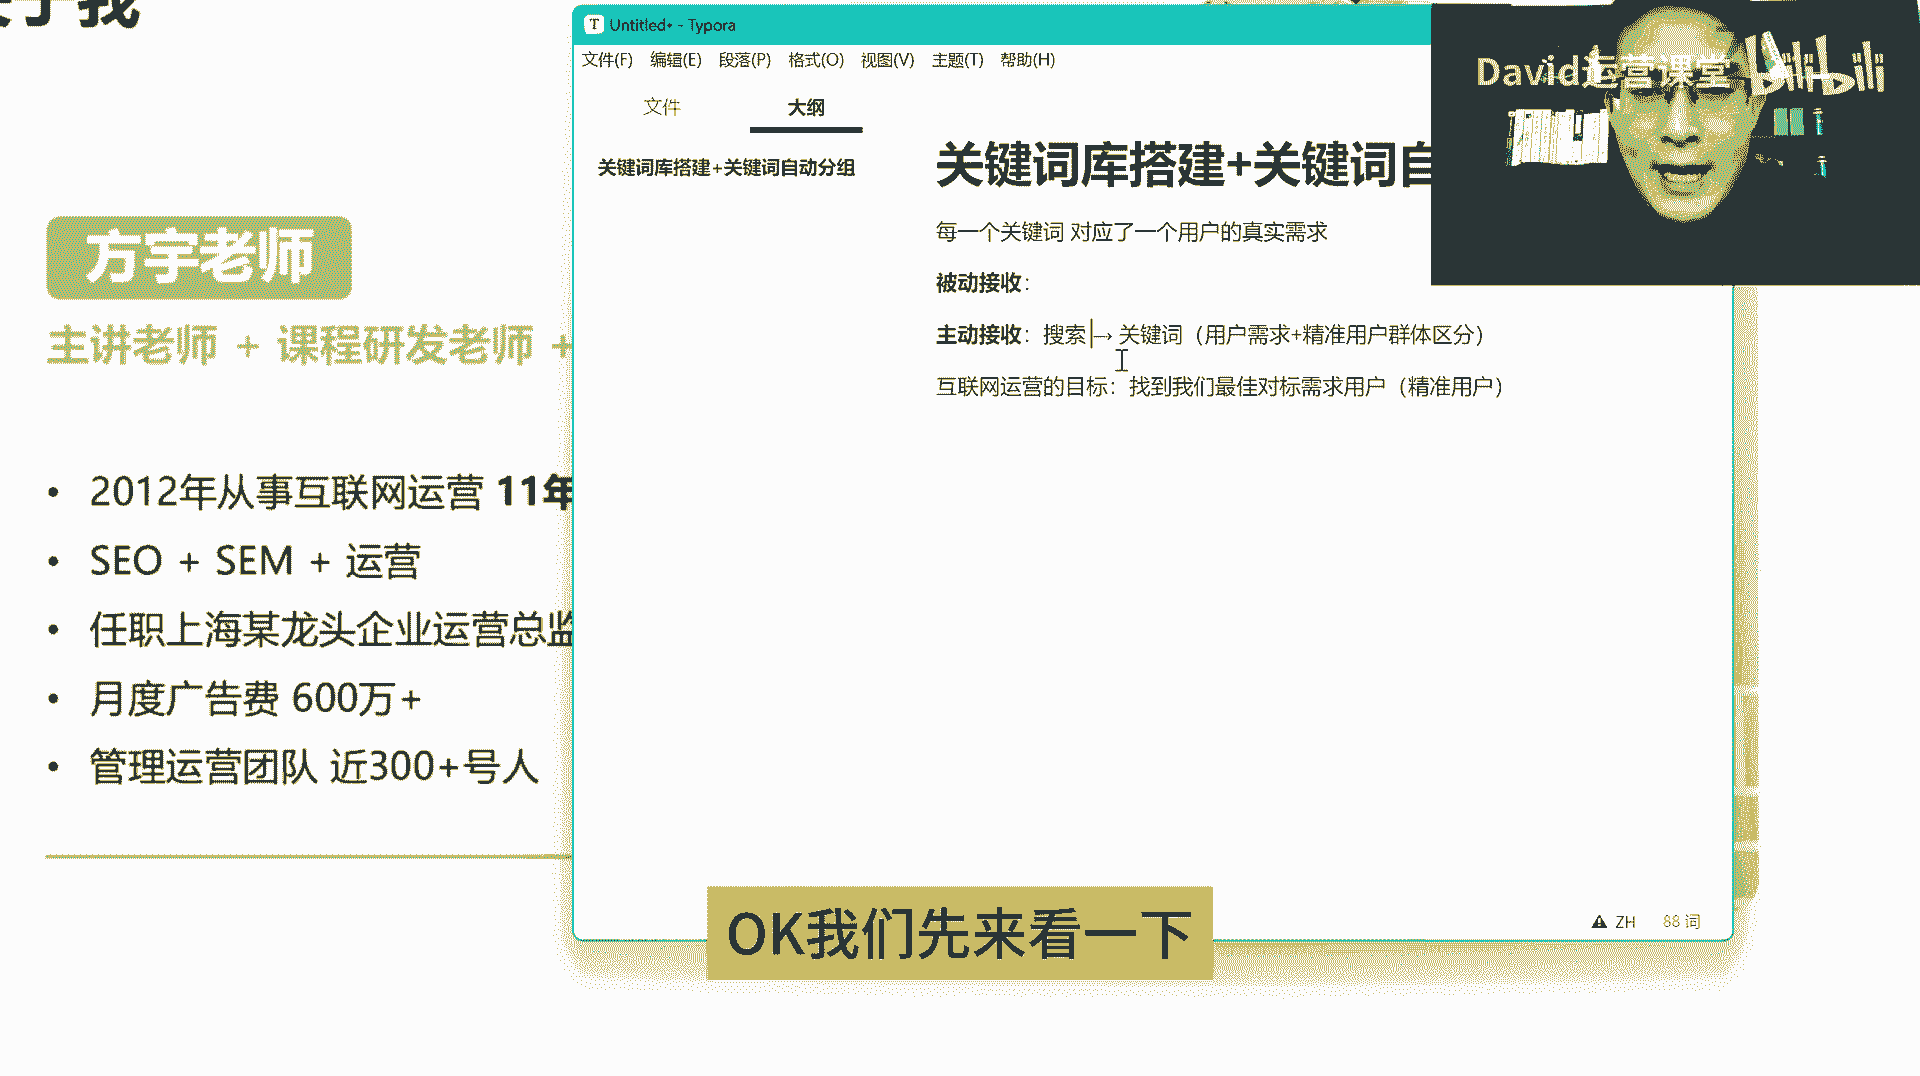 关于我
方宇老师
主讲老师 + 课程研发老师 +
• 2012年从事互联网运营 11年
• SEO + SEM + 运营
• 任职上海某龙头企业运营总监
• 月度广告费 600万+
• 管理运营团队 近300+号人
Untitled• - Typora
文件(F) 编辑(E) 段落(P) 格式(O) 视图(V) 主题(T) 帮助(H)
文件 大纲
关键词库搭建+关键词自动分组
关键词库搭建+关键词自
每一个关键词 对应了一个用户的真实需求
被动接收：
主动接收：搜索 → 关键词（用户需求+精准用户群体区分）
互联网运营的目标：找到我们最佳对标需求用户（精准用户）
ZH 88 词
David运营课堂 bilibili
OK我们先来看一下